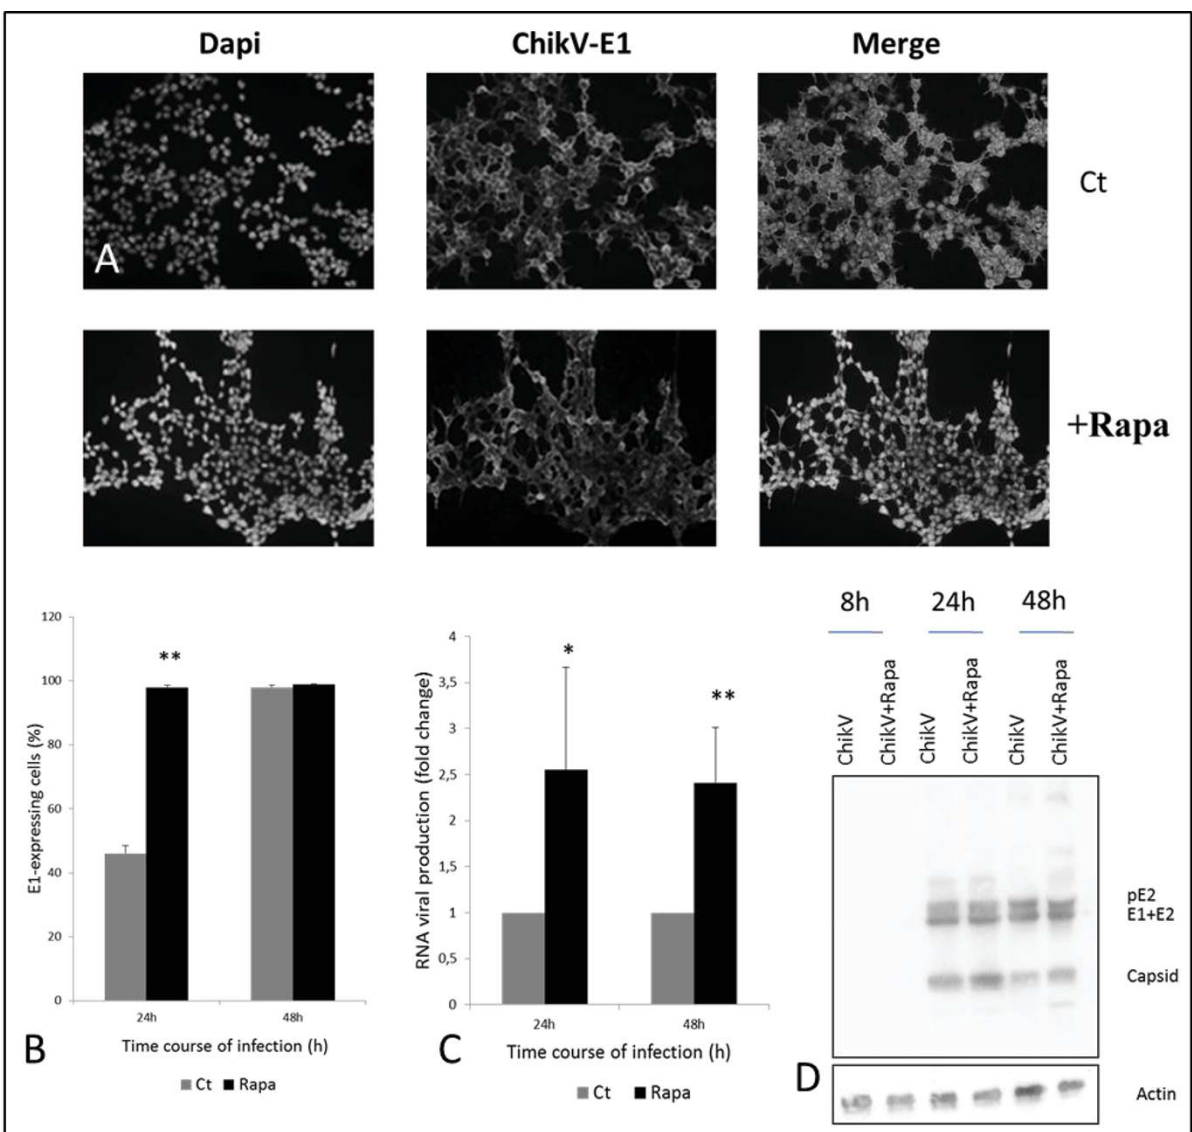 Dapi
ChikV-E1
Merge
A
Ct
+Rapa
120
100
80
60
40
20
0
**
E1-expressing cells (%)
24h
48h
Time course of infection (h)
B
Ct Rapa
4
3,5
3
2,5
2
1,5
1
0,5
0
*
**
RNA viral production (fold change)
24h
48h
Time course of infection (h)
C
Ct Rapa
8h
24h
48h
ChikV
ChikV+Rapa
ChikV
ChikV+Rapa
ChikV
ChikV+Rapa
pE2
E1+E2
Capsid
D
Actin